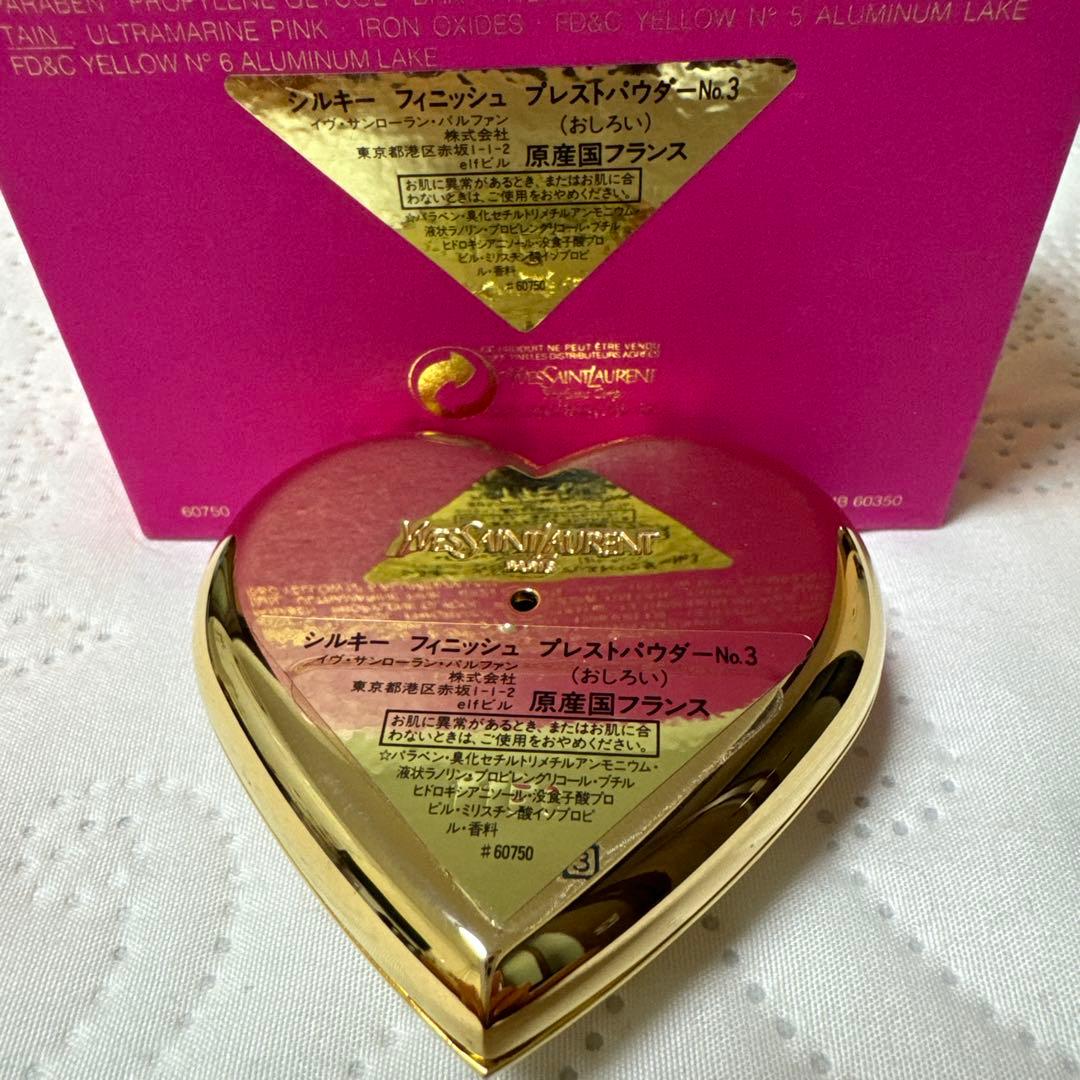 PROPYLENE GLYCOL
TAIN : ULTRAMARINE PINK · IRON OXIDES · FD&C YELLOW N° 5 ALUMINUM LAKE
FD&C YELLOW N° 6 ALUMINUM LAKE
シルキー フィニッシュ プレストパウダーNo.3
イヴ・サンローラン・パルファン
株式会社
(おしろい)
東京都港区赤坂1-1-2
elfビル
原産国フランス
お肌に異常があるとき、またはお肌に合
わないときは、ご使用をおやめください。
☆パラベン・臭化セチルトリメチルアンモニウム・
液状ラノリン・プロピレングリコール・ブチル
ヒドロキシアニソール・没食子酸プロ
ピル・ミリスチン酸イソプロピ
ル・香料
#60750
CE PRODUIT NE PEUT ÊTRE VENDU
QUE PAR LES DISTRIBUTEURS AGRÉÉS
YVESSAINTLAURENT
60750
60350
YVESSAINTLAURENT
PARIS
シルキー フィニッシュ プレストパウダーNo.3
イヴ・サンローラン・パルファン
株式会社
(おしろい)
東京都港区赤坂1-1-2
elfビル
原産国フランス
お肌に異常があるとき、またはお肌に合
わないときは、ご使用をおやめください。
☆パラベン・臭化セチルトリメチルアンモニウム・
液状ラノリン・プロピレングリコール・ブチル
ヒドロキシアニソール・没食子酸プロ
ピル・ミリスチン酸イソプロピ
ル・香料
#60750
3